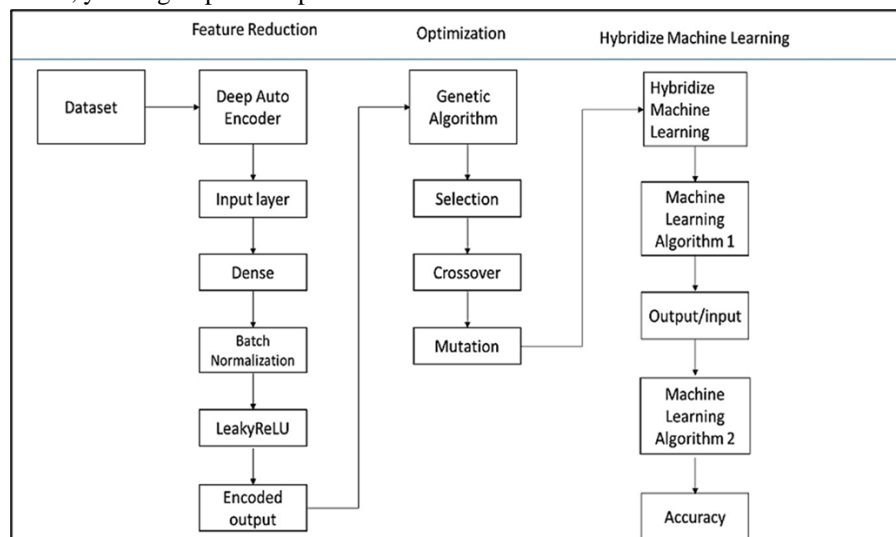 Feature Reduction
Optimization
Hybridize Machine Learning
Dataset
Deep Auto
Encoder
Input layer
Dense
Batch
Normalization
LeakyReLU
Encoded
output
Genetic
Algorithm
Selection
Crossover
Mutation
Hybridize
Machine
Learning
Machine
Learning
Algorithm 1
Output/input
Machine
Learning
Algorithm 2
Accuracy